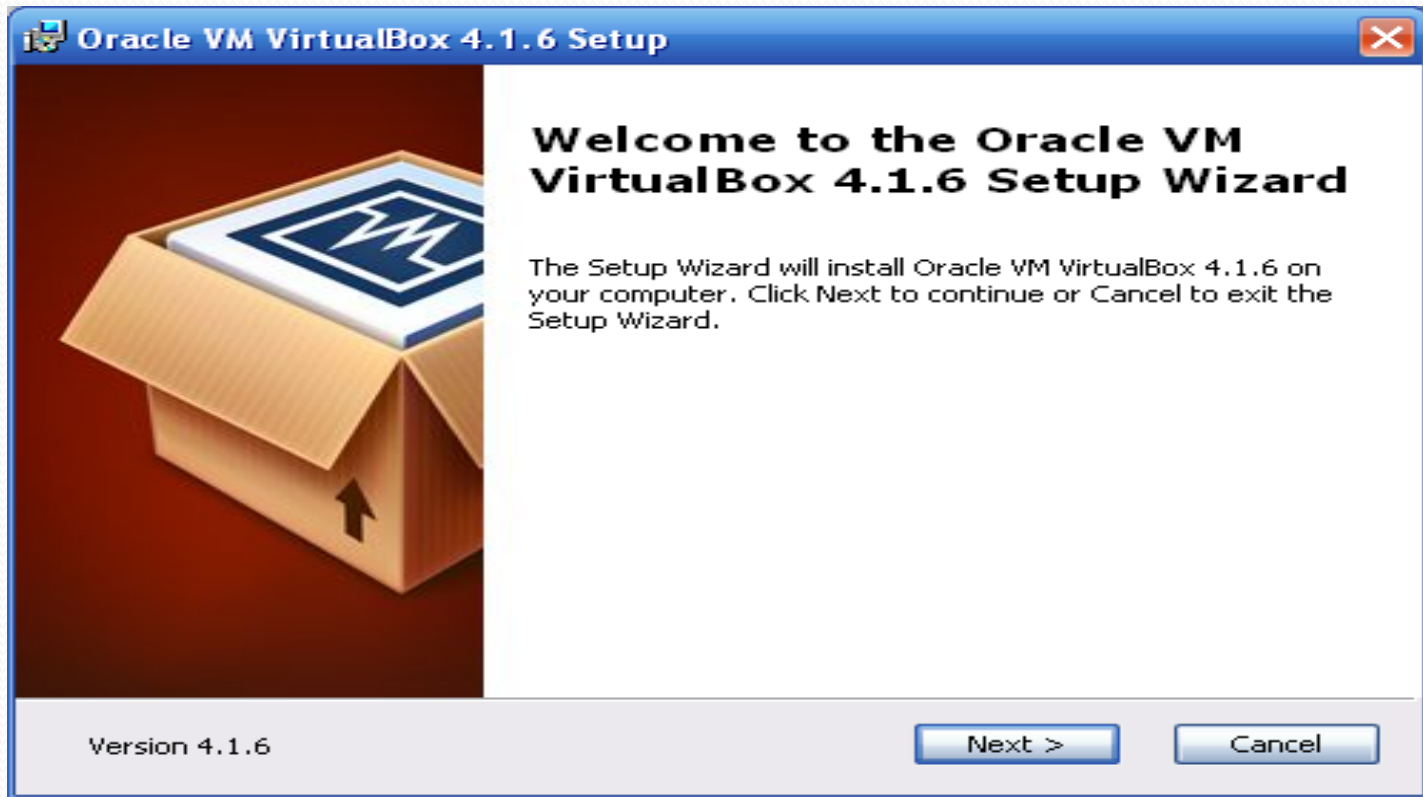 Oracle VM VirtualBox 4.1.6 Setup
Welcome to the Oracle VM
VirtualBox 4.1.6 Setup Wizard
The Setup Wizard will install Oracle VM VirtualBox 4.1.6 on
your computer. Click Next to continue or Cancel to exit the
Setup Wizard.
Version 4.1.6
Next >
Cancel